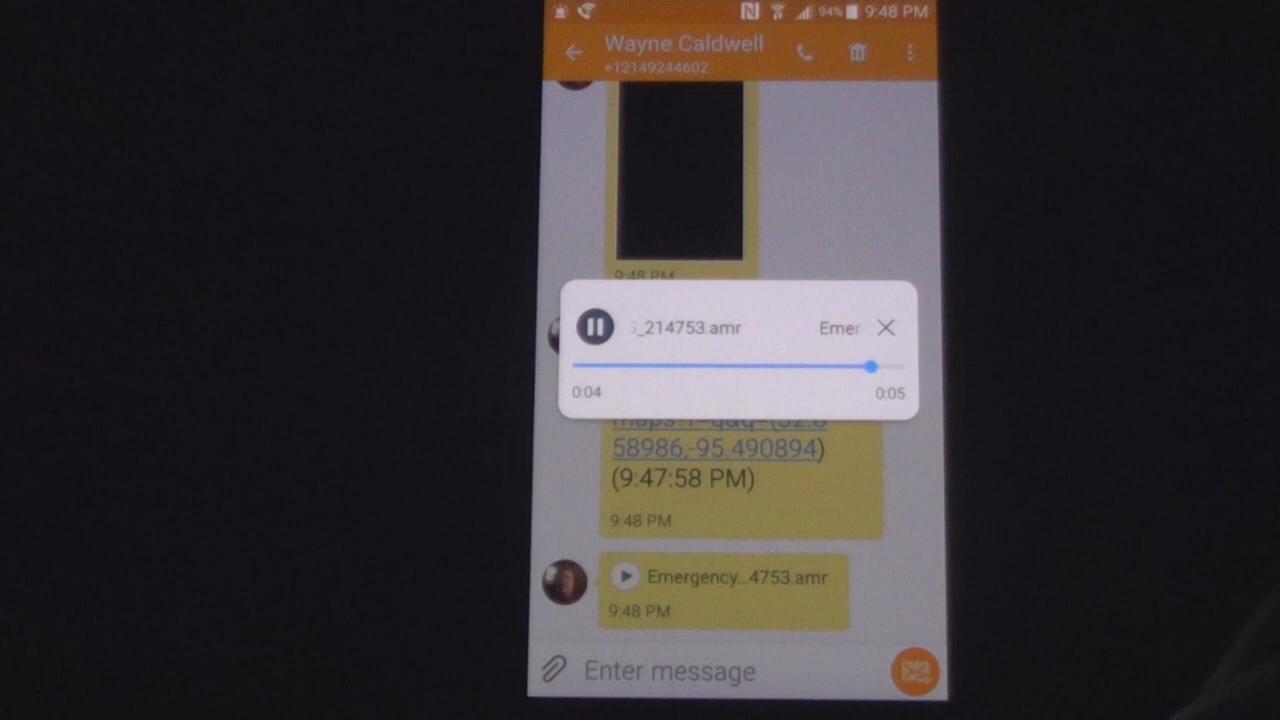 94% 9:48 PM
Wayne Caldwell
+12149244602
9:48 PM
_214753.amr Emer
0:04 0:05
58986,-95.490894)
(9:47:58 PM)
9:48 PM
Emergency...4753.amr
9:48 PM
Enter message